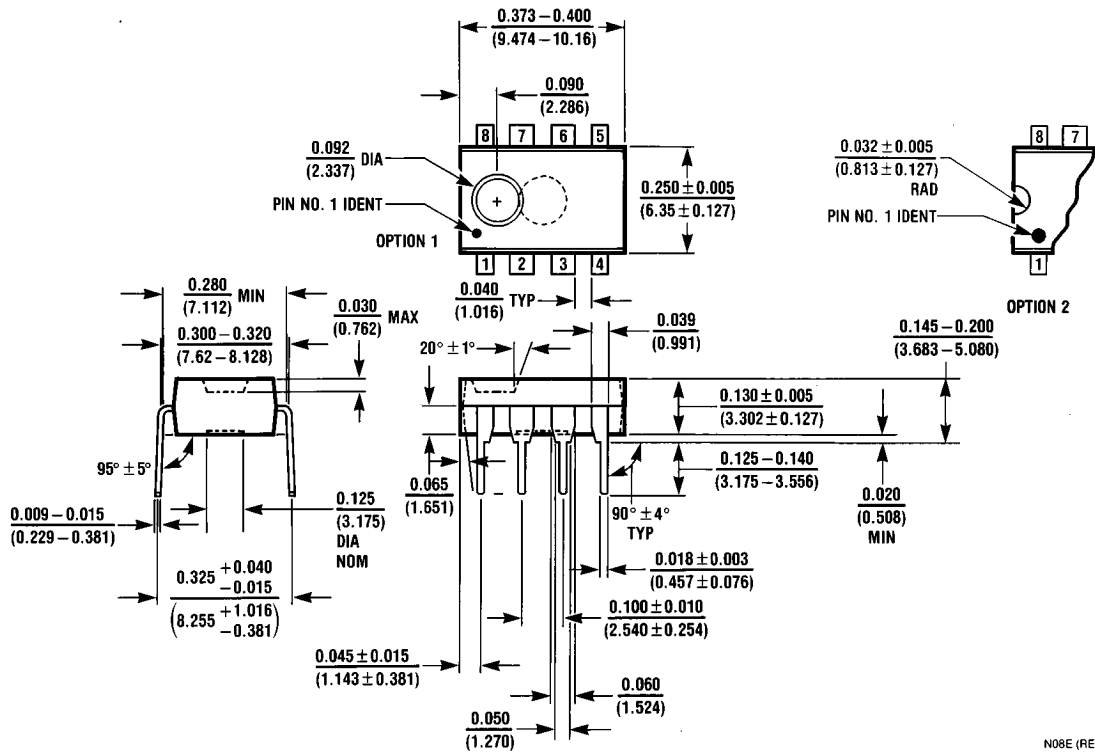 0.373 – 0.400
(9.474 – 10.16)
0.090
(2.286)
8 7 6 5
0.092 DIA
(2.337)
PIN NO. 1 IDENT
OPTION 1
1 2 3 4
0.250 ± 0.005
(6.35 ± 0.127)
0.032 ± 0.005
(0.813 ± 0.127)
RAD
PIN NO. 1 IDENT
8 7
1
OPTION 2
0.280 MIN
(7.112)
0.300 – 0.320
(7.62 – 8.128)
0.030 MAX
(0.762)
0.040 TYP
(1.016)
0.039
(0.991)
0.145 – 0.200
(3.683 – 5.080)
20° ± 1°
0.130 ± 0.005
(3.302 ± 0.127)
95° ± 5°
0.065
(1.651)
0.125 – 0.140
(3.175 – 3.556)
0.020
(0.508)
MIN
90° ± 4°
TYP
0.009 – 0.015
(0.229 – 0.381)
0.125
(3.175)
DIA
NOM
0.018 ± 0.003
(0.457 ± 0.076)
0.325 +0.040
–0.015
(8.255 +1.016
–0.381)
0.100 ± 0.010
(2.540 ± 0.254)
0.045 ± 0.015
(1.143 ± 0.381)
0.060
(1.524)
0.050
(1.270)
N08E (RE